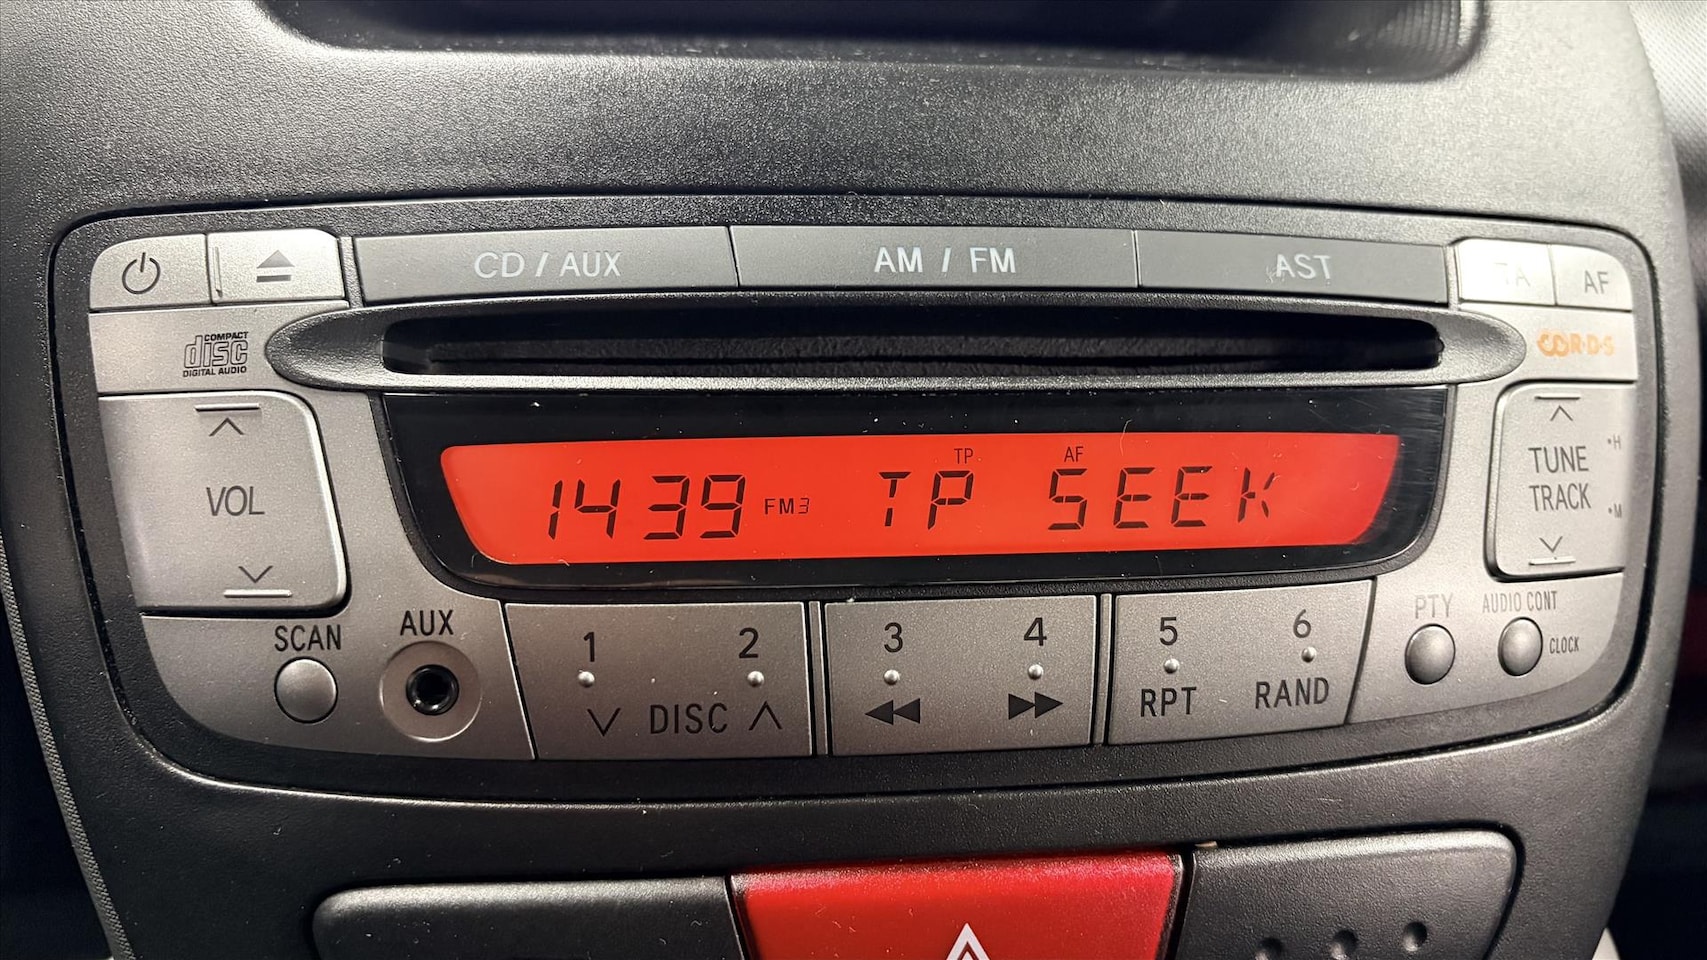 CD / AUX
AM / FM
AST
TA
AF
COMPACT
disc
DIGITAL AUDIO
R·D·S
TP
AF
1439 FM3 TP SEEK
VOL
TUNE
TRACK
•H
•M
SCAN
AUX
1
2
3
4
5
6
DISC
RPT
RAND
PTY
AUDIO CONT
CLOCK